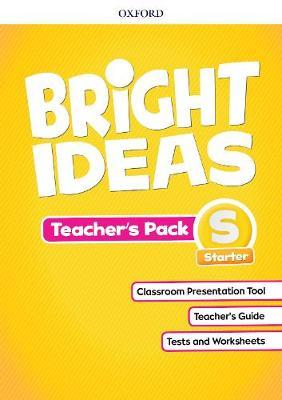 OXFORD
BRiGHT
IDEAS
Teacher's Pack S
Starter
Classroom Presentation Tool
Teacher's Guide
Tests and Worksheets